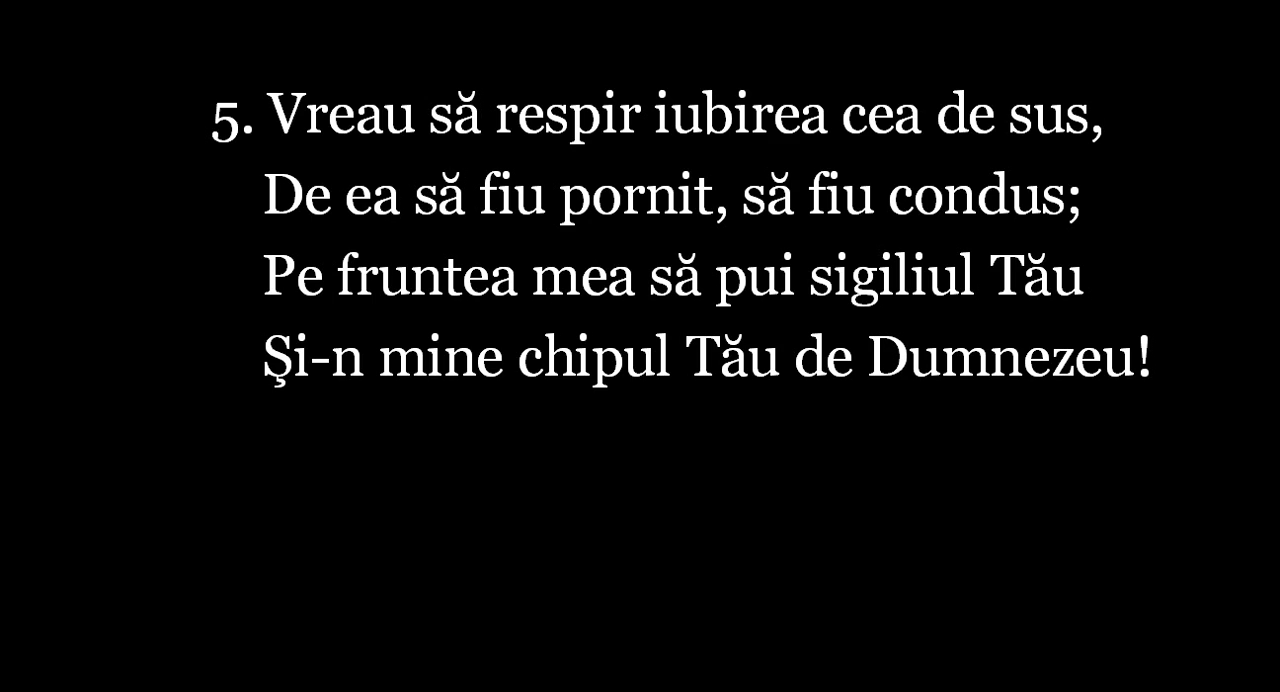 5. Vreau să respir iubirea cea de sus,
De ea să fiu pornit, să fiu condus;
Pe fruntea mea să pui sigiliul Tău
Şi-n mine chipul Tău de Dumnezeu!